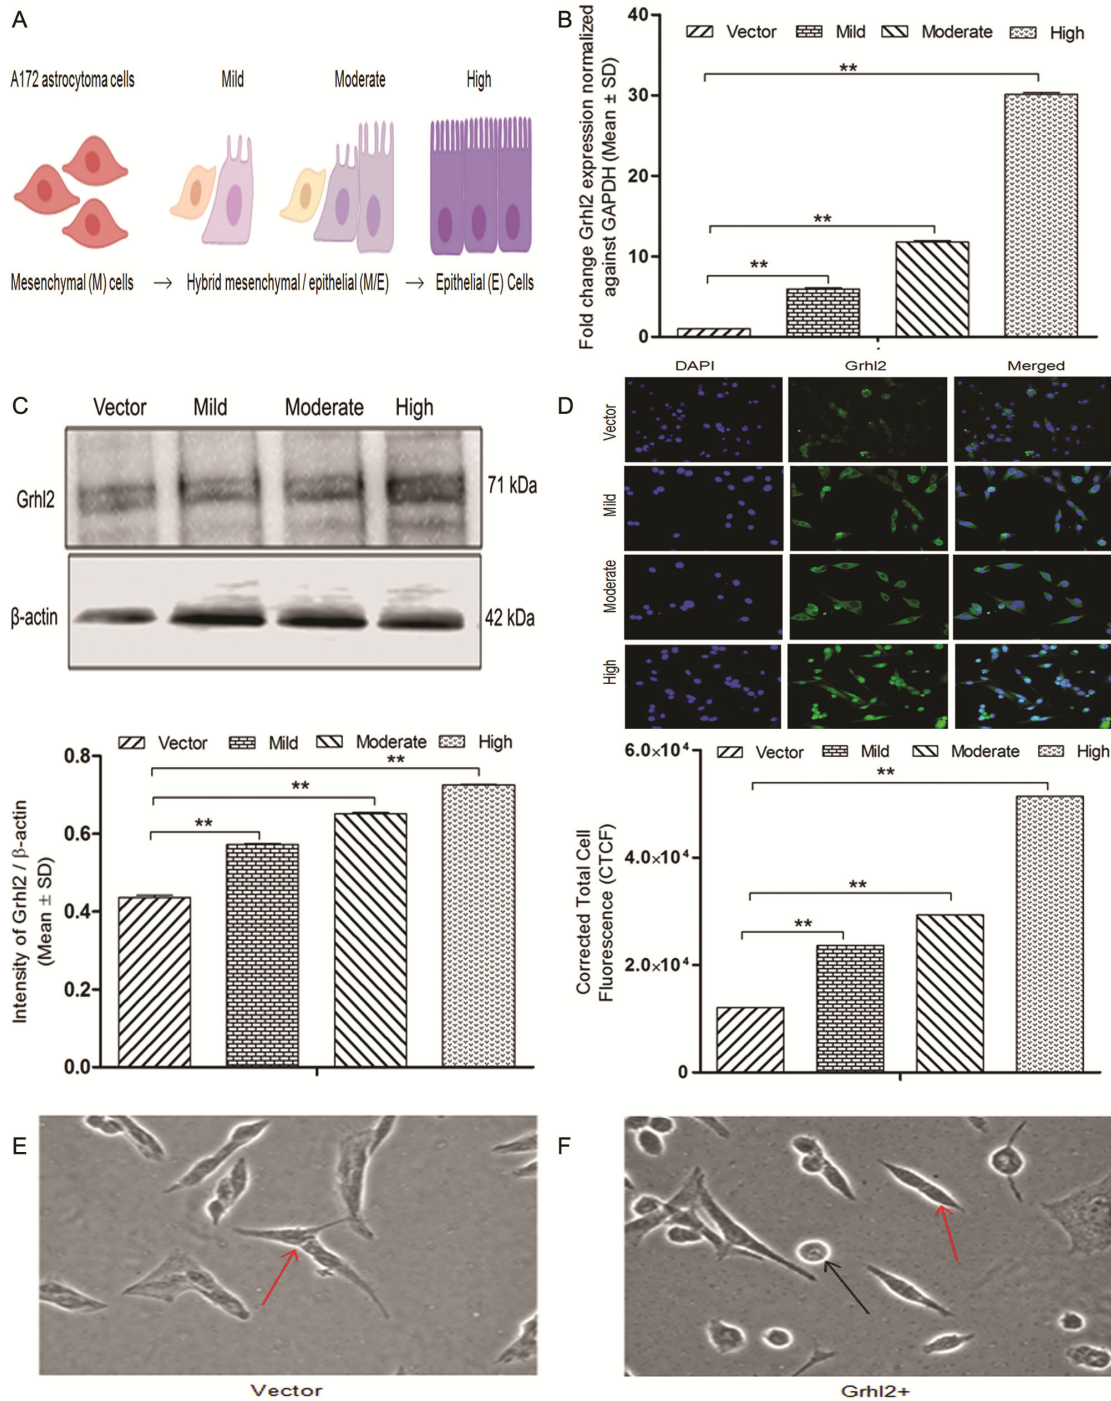 A
A172 astrocytoma cells Mild Moderate High
Mesenchymal (M) cells → Hybrid mesenchymal / epithelial (M/E) → Epithelial (E) Cells
B
Fold change Grhl2 expression normalized
against GAPDH (Mean ± SD)
Vector Mild Moderate High
40
30
20
10
0
**
**
**
C
Vector Mild Moderate High
Grhl2 71 kDa
β-actin 42 kDa
Vector Mild Moderate High
Intensity of Grhl2 / β-actin
(Mean ± SD)
0.8
0.6
0.4
0.2
0.0
**
**
**
D
DAPI Grhl2 Merged
Vector
Mild
Moderate
High
Vector Mild Moderate High
Corrected Total Cell
Fluorescence (CTCF)
6.0×10⁴
4.0×10⁴
2.0×10⁴
0
**
**
**
E
Vector
F
Grhl2+